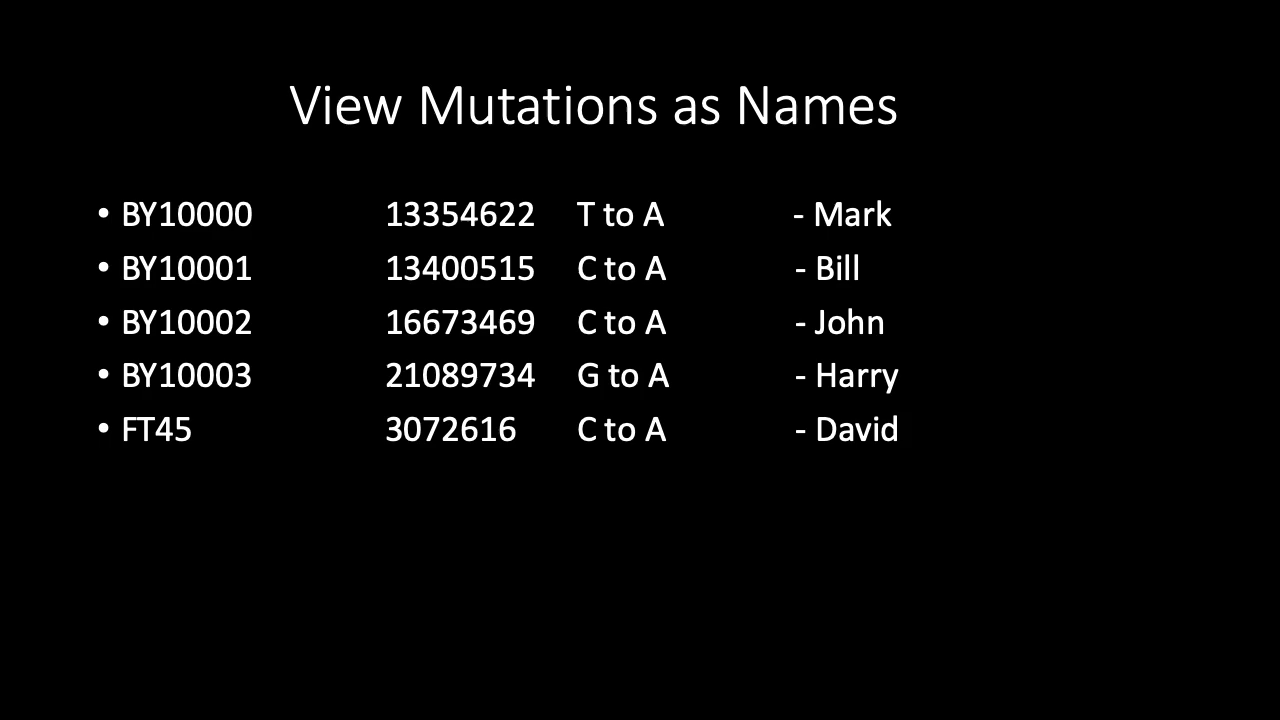 View Mutations as Names
• BY10000 13354622 T to A - Mark
• BY10001 13400515 C to A - Bill
• BY10002 16673469 C to A - John
• BY10003 21089734 G to A - Harry
• FT45 3072616 C to A - David